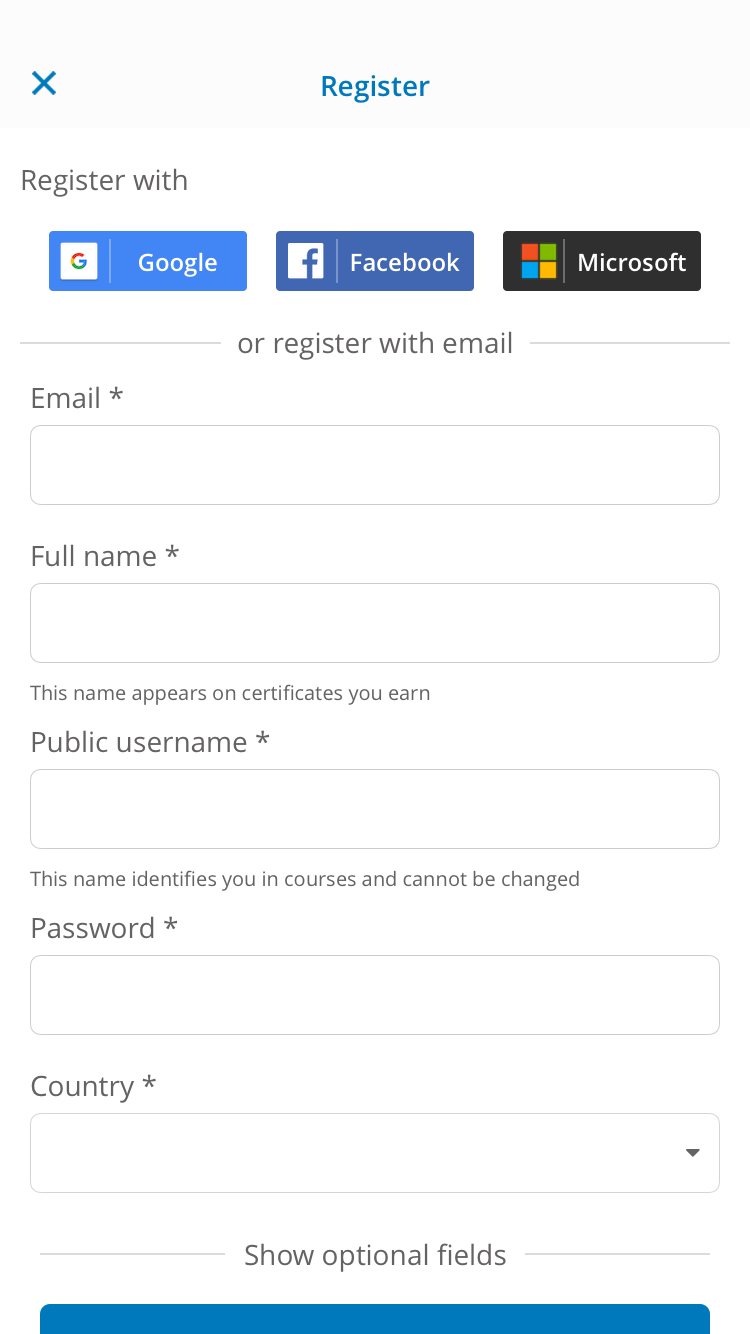 Register
Register with
Google
Facebook
Microsoft
or register with email
Email *
Full name *
This name appears on certificates you earn
Public username *
This name identifies you in courses and cannot be changed
Password *
Country *
Show optional fields